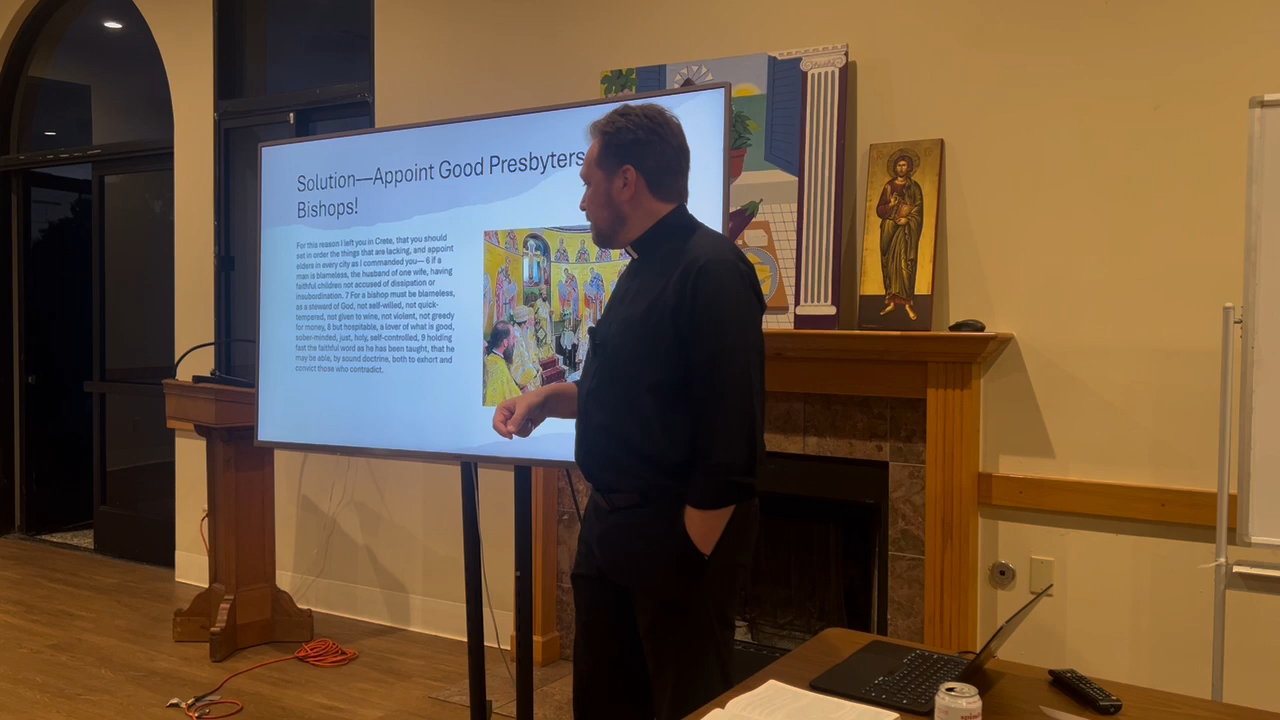 Solution—Appoint Good Presbyters
Bishops!
For this reason I left you in Crete, that you should
set in order the things that are lacking, and appoint
elders in every city as I commanded you— 6 if a
man is blameless, the husband of one wife, having
faithful children not accused of dissipation or
insubordination. 7 For a bishop must be blameless,
as a steward of God, not self-willed, not quick-
tempered, not given to wine, not violent, not greedy
for money, 8 but hospitable, a lover of what is good,
sober-minded, just, holy, self-controlled, 9 holding
fast the faithful word as he has been taught, that he
may be able, by sound doctrine, both to exhort and
convict those who contradict.